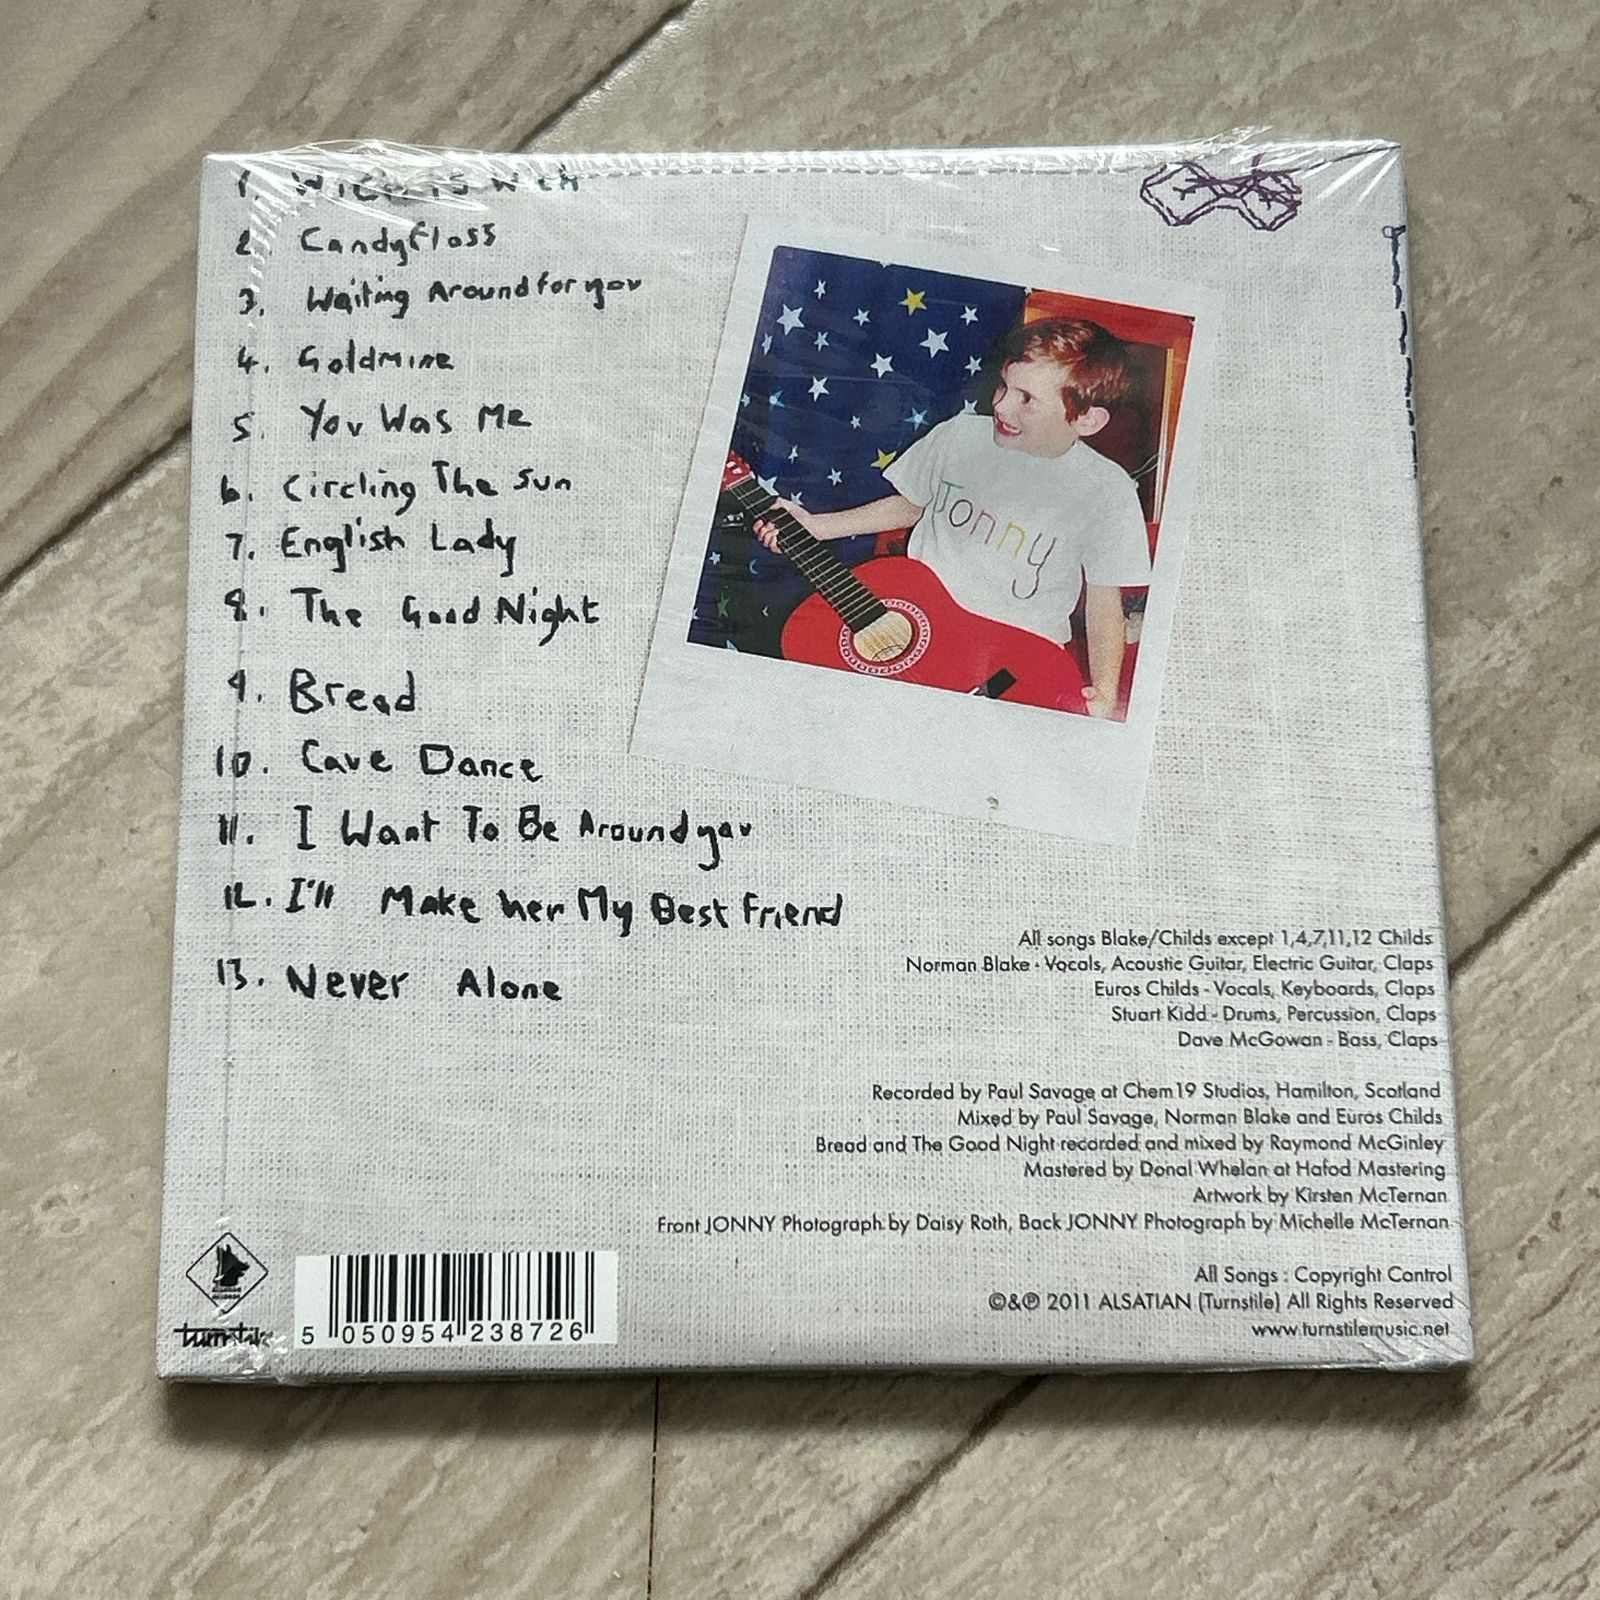 1. Wich is Wich
2. Candyfloss
3. Waiting Around for you
4. Goldmine
5. You Was Me
6. Circling The Sun
7. English Lady
8. The Good Night
9. Bread
10. Cave Dance
11. I Want To Be Around you
12. I'll Make her My Best Friend
13. Never Alone
Jonny
All songs Blake/Childs except 1,4,7,11,12 Childs
Norman Blake - Vocals, Acoustic Guitar, Electric Guitar, Claps
Euros Childs - Vocals, Keyboards, Claps
Stuart Kidd - Drums, Percussion, Claps
Dave McGowan - Bass, Claps
Recorded by Paul Savage at Chem19 Studios, Hamilton, Scotland
Mixed by Paul Savage, Norman Blake and Euros Childs
Bread and The Good Night recorded and mixed by Raymond McGinley
Mastered by Donal Whelan at Hafod Mastering
Artwork by Kirsten McTernan
Front JONNY Photograph by Daisy Roth, Back JONNY Photograph by Michelle McTernan
All Songs : Copyright Control
©&℗ 2011 ALSATIAN (Turnstile) All Rights Reserved
www.turnstilemusic.net
turnstile
5 050954 238726